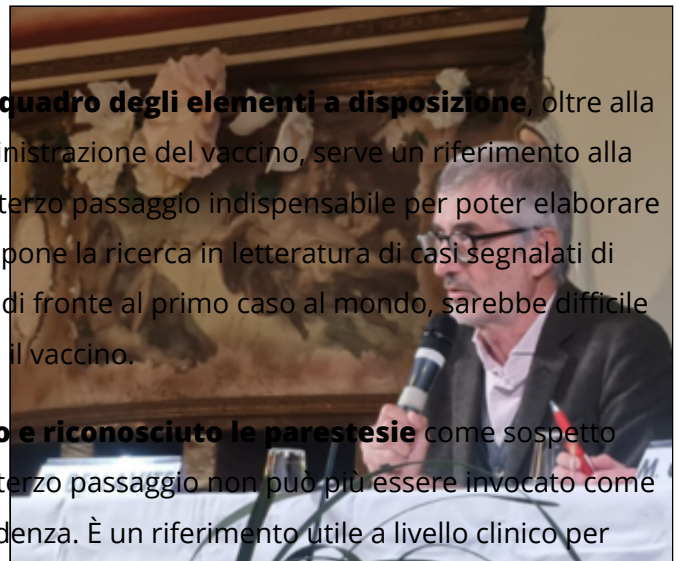 quadro degli elementi a disposizione, oltre alla
inistrazione del vaccino, serve un riferimento alla
terzo passaggio indispensabile per poter elaborare
pone la ricerca in letteratura di casi segnalati di
di fronte al primo caso al mondo, sarebbe difficile
il vaccino.
o e riconosciuto le parestesie come sospetto
terzo passaggio non può più essere invocato come
denza. È un riferimento utile a livello clinico per